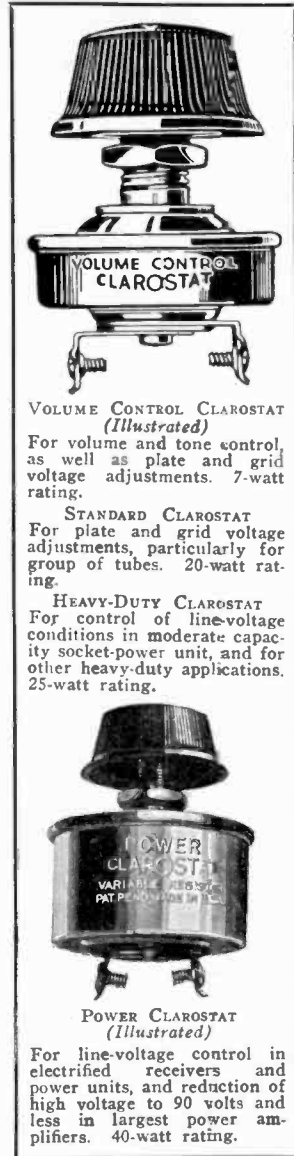 VOLUME CONTROL
CLAROSTAT
VOLUME CONTROL CLAROSTAT
(Illustrated)
For volume and tone control,
as well as plate and grid
voltage adjustments. 7-watt
rating.
STANDARD CLAROSTAT
For plate and grid voltage
adjustments, particularly for
group of tubes. 20-watt rat-
ing.
HEAVY-DUTY CLAROSTAT
For control of line-voltage
conditions in moderate capac-
ity socket-power unit, and for
other heavy-duty applications.
25-watt rating.
POWER
CLAROSTAT
VARIABLE
PAT. PEND.
POWER CLAROSTAT
(Illustrated)
For line-voltage control in
electrified receivers and
power units, and reduction of
high voltage to 90 volts and
less in largest power am-
plifiers. 40-watt rating.